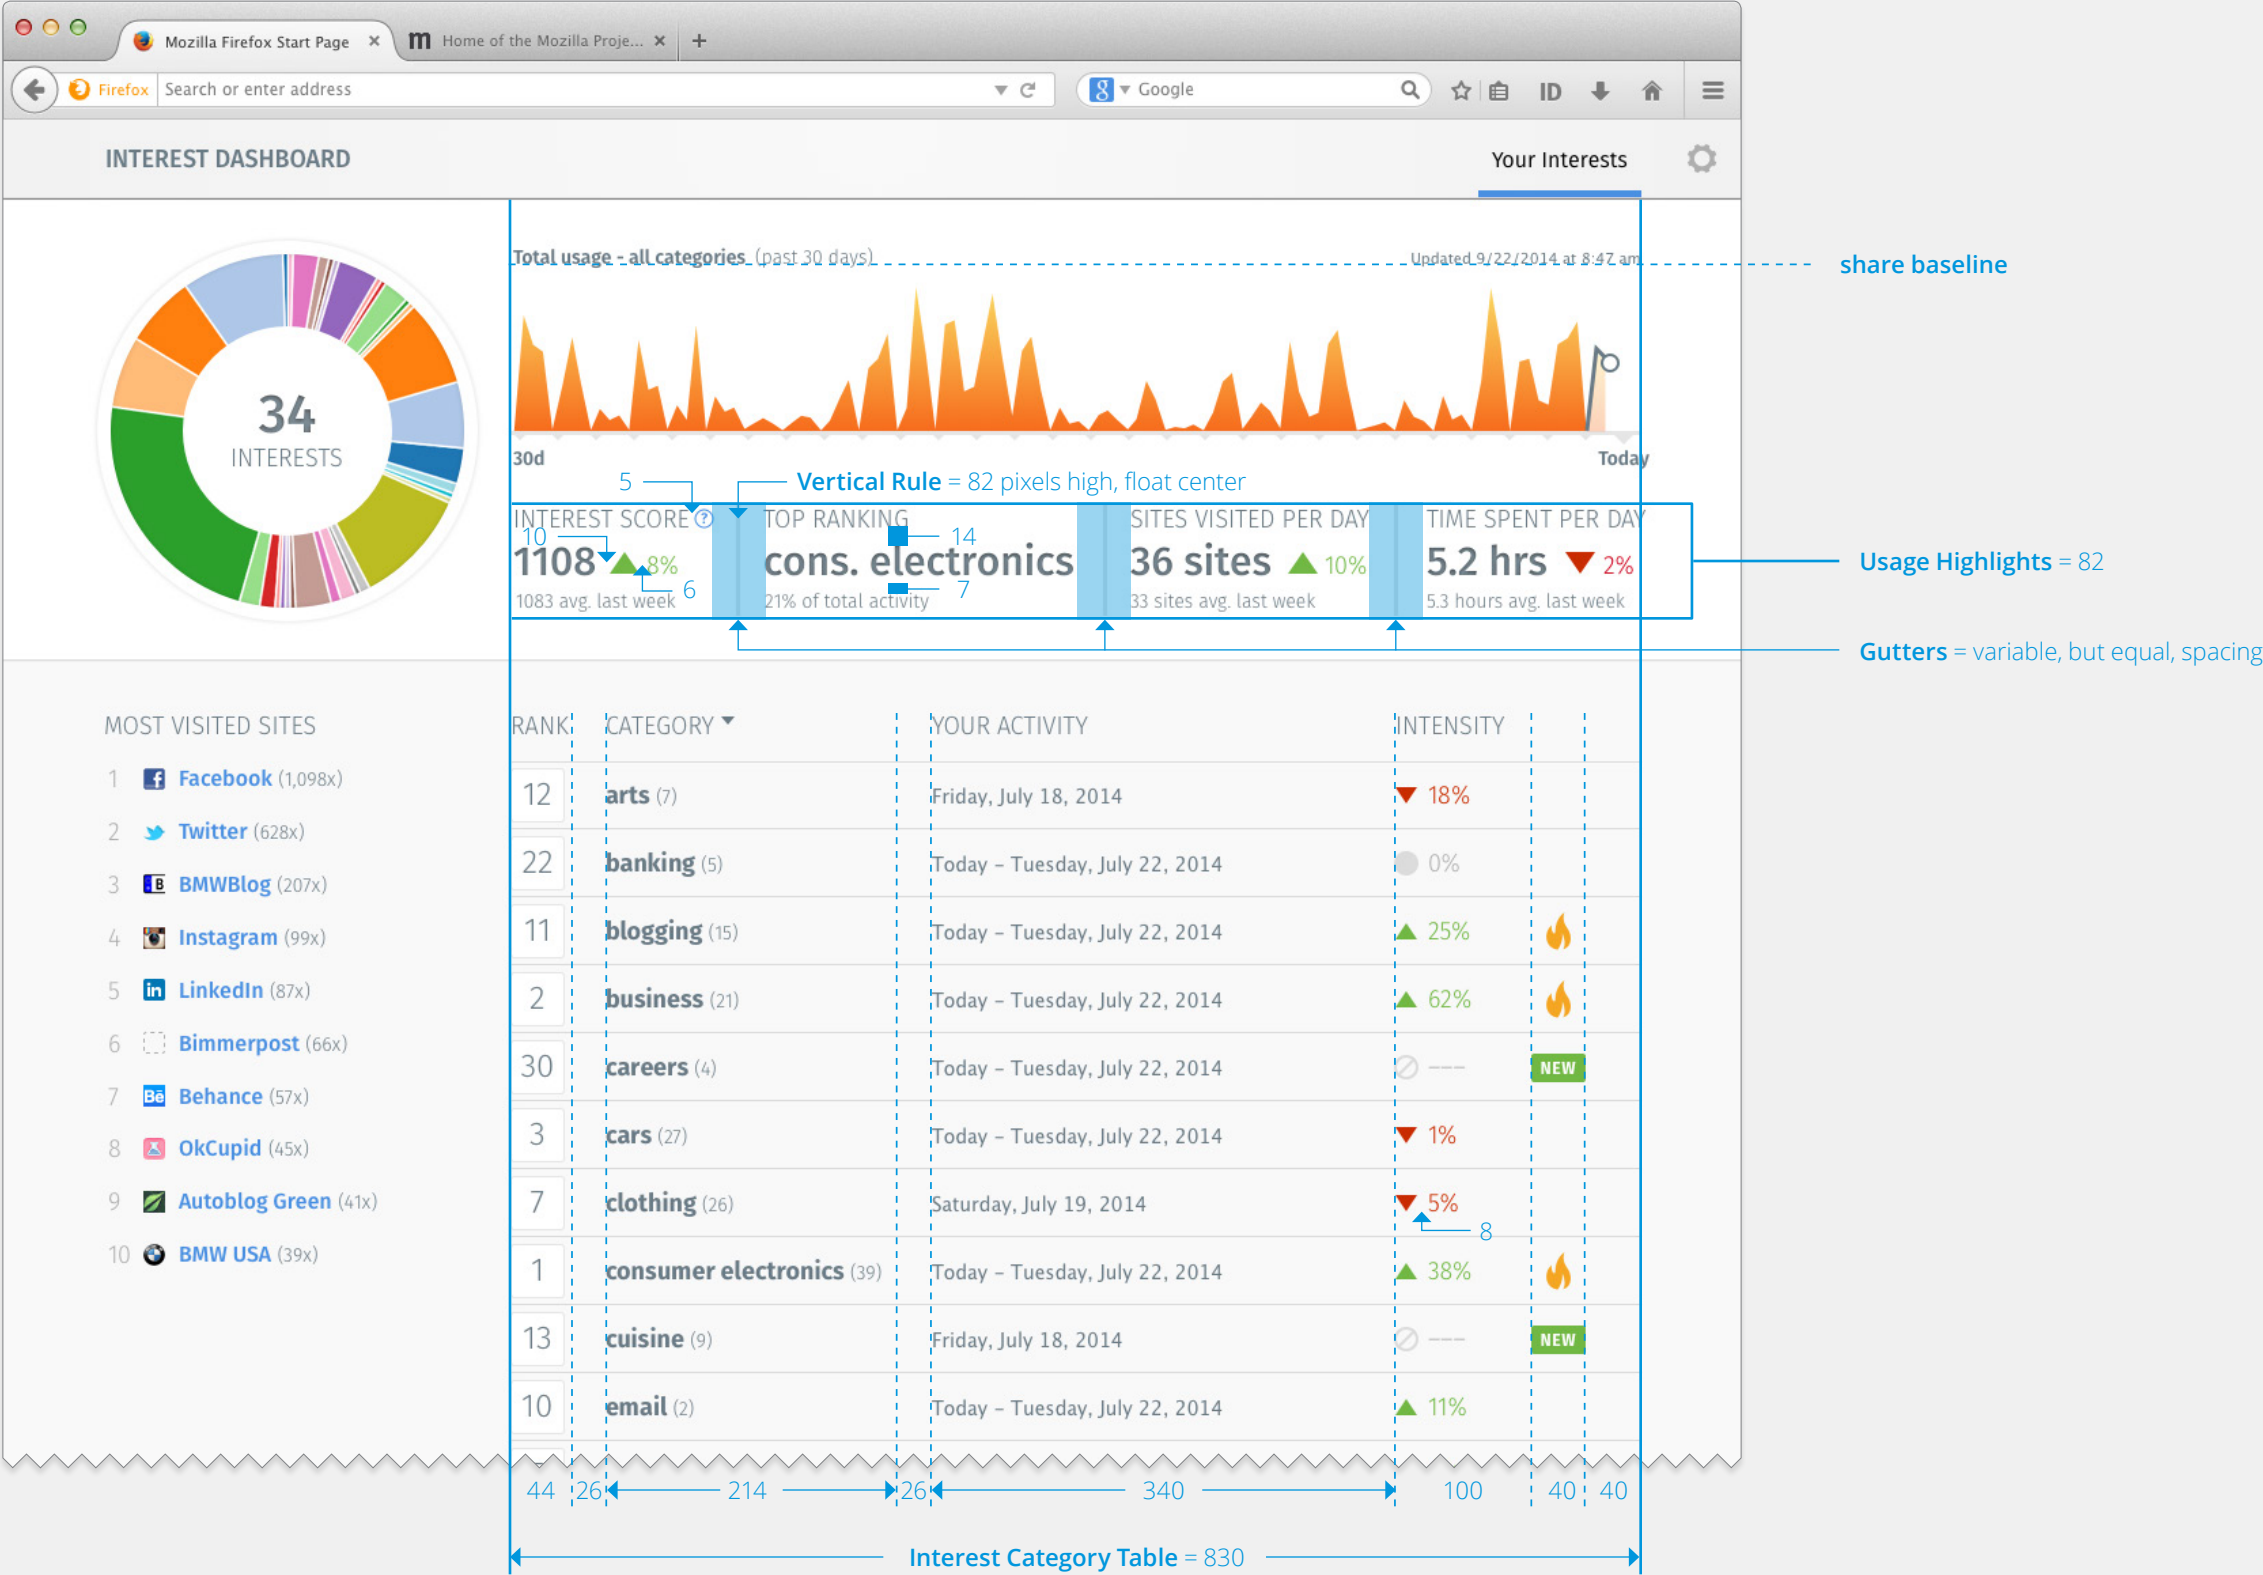 Mozilla Firefox Start Page ×
m Home of the Mozilla Proje... × +
Firefox Search or enter address
8 Google
ID
INTEREST DASHBOARD
Your Interests
Total usage - all categories (past 30 days)
Updated 9/22/2014 at 8:47 am
share baseline
34
INTERESTS
30d
Today
5
Vertical Rule = 82 pixels high, float center
INTEREST SCORE ?
TOP RANKING
SITES VISITED PER DAY
TIME SPENT PER DAY
10
14
1108 8%
cons. electronics
36 sites 10%
5.2 hrs 2%
Usage Highlights = 82
6
7
1083 avg. last week
21% of total activity
33 sites avg. last week
5.3 hours avg. last week
Gutters = variable, but equal, spacing
MOST VISITED SITES
1 Facebook (1,098x)
2 Twitter (628x)
3 B BMWBlog (207x)
4 Instagram (99x)
5 in LinkedIn (87x)
6 Bimmerpost (66x)
7 Bē Behance (57x)
8 OkCupid (45x)
9 Autoblog Green (41x)
10 BMW USA (39x)
RANK CATEGORY YOUR ACTIVITY INTENSITY
12 arts (7) Friday, July 18, 2014 18%
22 banking (5) Today – Tuesday, July 22, 2014 0%
11 blogging (15) Today – Tuesday, July 22, 2014 25%
2 business (21) Today – Tuesday, July 22, 2014 62%
30 careers (4) Today – Tuesday, July 22, 2014 --- NEW
3 cars (27) Today – Tuesday, July 22, 2014 1%
7 clothing (26) Saturday, July 19, 2014 5%
8
1 consumer electronics (39) Today – Tuesday, July 22, 2014 38%
13 cuisine (9) Friday, July 18, 2014 --- NEW
10 email (2) Today – Tuesday, July 22, 2014 11%
44 26 214 26 340 100 40 40
Interest Category Table = 830